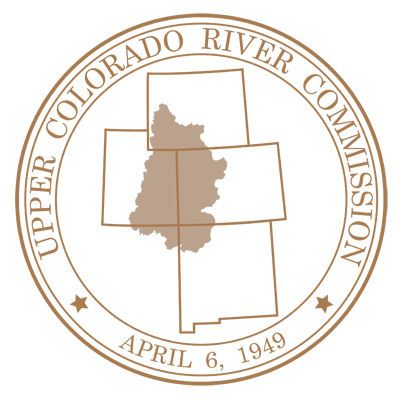 UPPER COLORADO RIVER COMMISSION
APRIL 6, 1949